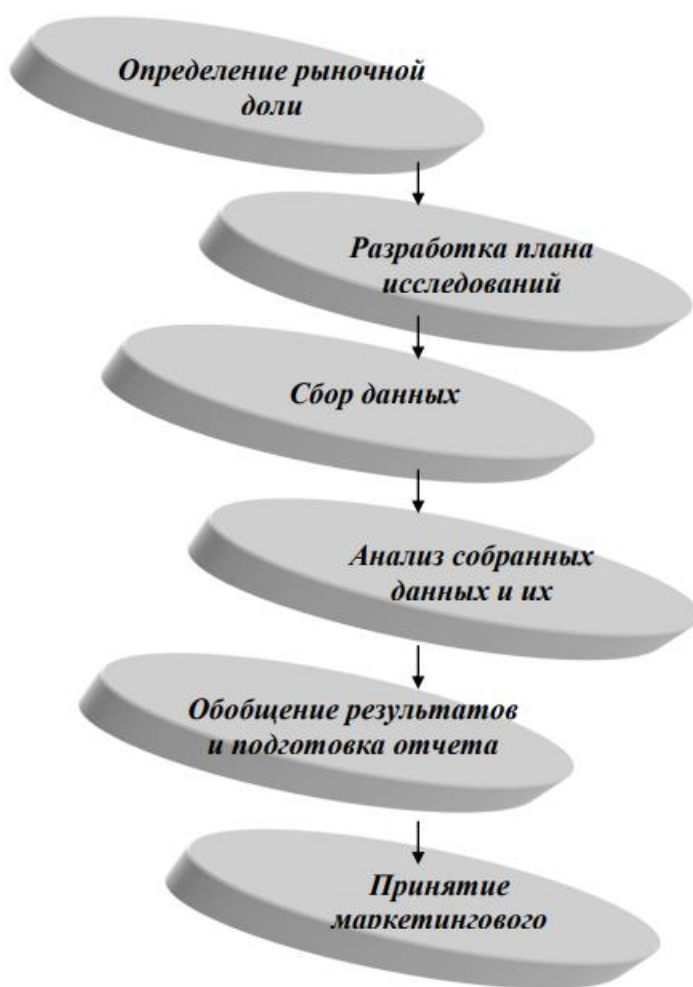 Определение рыночной
доли
Разработка плана
исследований
Сбор данных
Анализ собранных
данных и их
Обобщение результатов
и подготовка отчета
Принятие
маркетингового